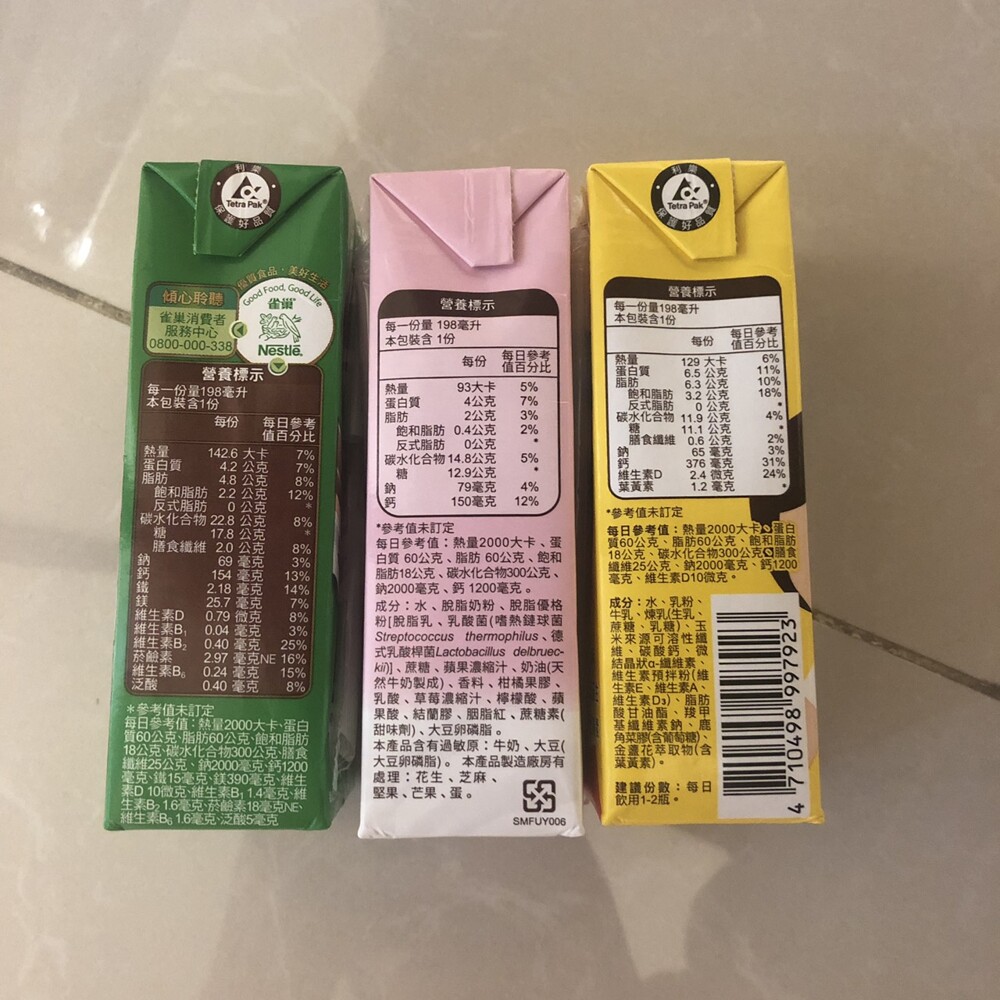 利樂
Tetra Pak®
保護好品質
傾心聆聽
雀巢消費者
服務中心
0800-000-338
優質食品·美好生活
Good Food, Good Life
雀巢®
Nestlé®
營養標示
每一份量198毫升
本包裝含1份
每份 每日參考
值百分比
熱量 142.6 大卡 7%
蛋白質 4.2 公克 7%
脂肪 4.8 公克 8%
飽和脂肪 2.2 公克 12%
反式脂肪 0 公克 *
碳水化合物 22.8 公克 8%
糖 17.8 公克 *
膳食纖維 2.0 公克 8%
鈉 69 毫克 3%
鈣 154 毫克 13%
鐵 2.18 毫克 14%
鎂 25.7 毫克 7%
維生素D 0.79 微克 8%
維生素B₁ 0.04 毫克 3%
維生素B₂ 0.40 毫克 25%
菸鹼素 2.97 毫克NE 16%
維生素B₆ 0.24 毫克 15%
泛酸 0.40 毫克 8%
*參考值未訂定
每日參考值:熱量2000大卡、蛋白
質60公克、脂肪60公克、飽和脂肪
18公克、碳水化合物300公克、膳食
纖維25公克、鈉2000毫克、鈣1200
毫克、鐵15毫克、鎂390毫克、維生
素D 10微克、維生素B₁ 1.4毫克、維
生素B₂ 1.6毫克、菸鹼素18毫克NE、
維生素B₆ 1.6毫克、泛酸5毫克
營養標示
每一份量 198毫升
本包裝含 1份
每份 每日參考
值百分比
熱量 93大卡 5%
蛋白質 4公克 7%
脂肪 2公克 3%
飽和脂肪 0.4公克 2%
反式脂肪 0公克 *
碳水化合物 14.8公克 5%
糖 12.9公克 *
鈉 79毫克 4%
鈣 150毫克 12%
*參考值未訂定
每日參考值:熱量2000大卡、蛋
白質 60公克、脂肪 60公克、飽和
脂肪18公克、碳水化合物300公克、
鈉2000毫克、鈣 1200毫克。
成分:水、脫脂奶粉、脫脂優格
粉[脫脂乳、乳酸菌(嗜熱鏈球菌
Streptococcus thermophilus、德
式乳酸桿菌Lactobacillus delbruec-
kii)]、蔗糖、蘋果濃縮汁、奶油(天
然牛奶製成)、香料、柑橘果膠、
乳酸、草莓濃縮汁、檸檬酸、蘋
果酸、結蘭膠、胭脂紅、蔗糖素(
甜味劑)、大豆卵磷脂。
本產品含有過敏原:牛奶、大豆(
大豆卵磷脂)。本產品製造廠房有
處理:花生、芝麻、
堅果、芒果、蛋。
SMFUY006
利樂
Tetra Pak®
保護好品質
營養標示
每一份量198毫升
本包裝含1份
每份 每日參考
值百分比
熱量 129 大卡 6%
蛋白質 6.5 公克 11%
脂肪 6.3 公克 10%
飽和脂肪 3.2 公克 18%
反式脂肪 0 公克 *
碳水化合物 11.9 公克 4%
糖 11.1 公克 *
膳食纖維 0.6 公克 2%
鈉 65 毫克 3%
鈣 376 毫克 31%
維生素D 2.4 微克 24%
葉黃素 1.2 毫克 *
*參考值未訂定
每日參考值:熱量2000大卡、蛋白
質60公克、脂肪60公克、飽和脂肪
18公克、碳水化合物300公克、膳食
纖維25公克、鈉2000毫克、鈣1200
毫克、維生素D10微克。
成分:水、乳粉、
牛乳、煉乳(生乳、
蔗糖、乳糖)、玉
米來源可溶性纖
維、碳酸鈣、微
結晶狀α-纖維素、
維生素預拌粉(維
生素E、維生素A、
維生素D₃)、脂肪
酸甘油酯、羧甲
基纖維素鈉、鹿
角菜膠(含葡萄糖)、
金盞花萃取物(含
葉黃素)。
建議份數:每日
飲用1-2瓶。
4 710498 997923